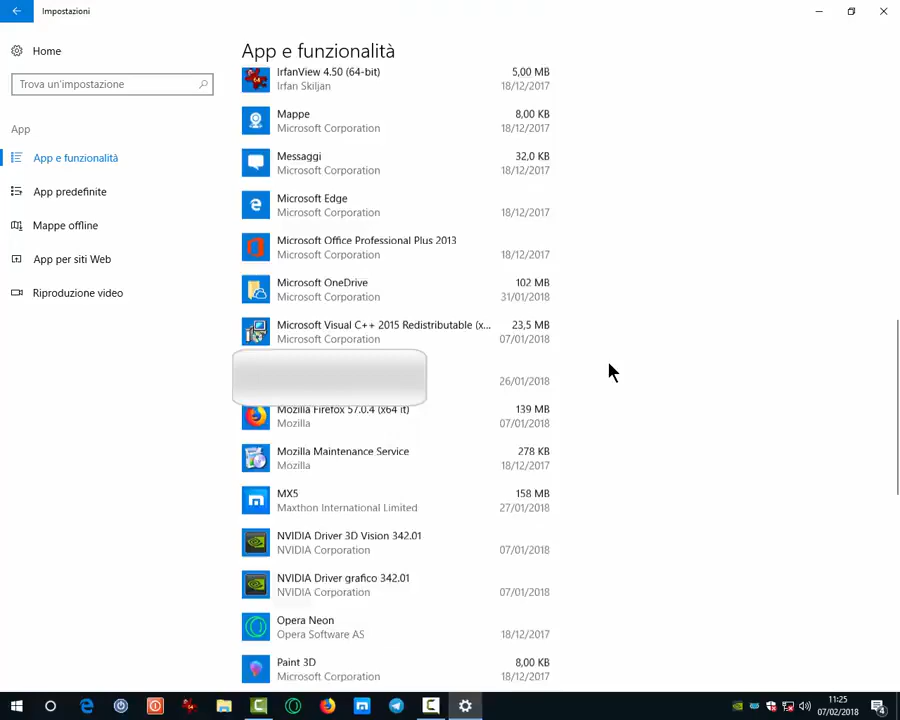 Impostazioni
Home
Trova un'impostazione
App
App e funzionalità
App predefinite
Mappe offline
App per siti Web
Riproduzione video
App e funzionalità
IrfanView 4.50 (64-bit) 5,00 MB
Irfan Skiljan 18/12/2017
Mappe 8,00 KB
Microsoft Corporation 18/12/2017
Messaggi 32,0 KB
Microsoft Corporation 18/12/2017
Microsoft Edge
Microsoft Corporation 18/12/2017
Microsoft Office Professional Plus 2013
Microsoft Corporation 18/12/2017
Microsoft OneDrive 102 MB
Microsoft Corporation 31/01/2018
Microsoft Visual C++ 2015 Redistributable (x... 23,5 MB
Microsoft Corporation 07/01/2018
26/01/2018
Mozilla Firefox 57.0.4 (x64 it) 139 MB
Mozilla 07/01/2018
Mozilla Maintenance Service 278 KB
Mozilla 18/12/2017
MX5 158 MB
Maxthon International Limited 27/01/2018
NVIDIA Driver 3D Vision 342.01
NVIDIA Corporation 07/01/2018
NVIDIA Driver grafico 342.01
NVIDIA Corporation 07/01/2018
Opera Neon
Opera Software AS 18/12/2017
Paint 3D 8,00 KB
Microsoft Corporation 18/12/2017
11:25
07/02/2018
4